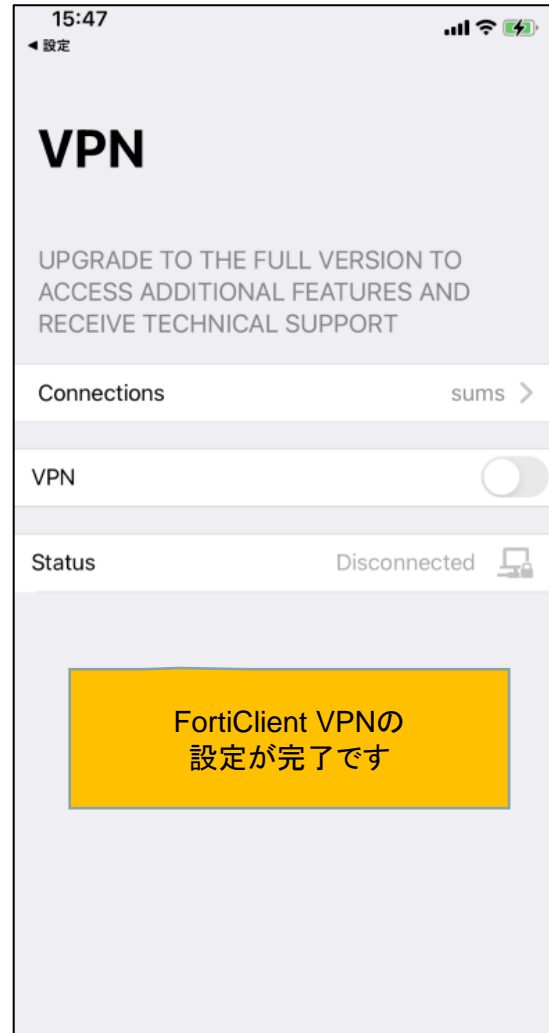 15:47
◀ 設定
VPN
UPGRADE TO THE FULL VERSION TO
ACCESS ADDITIONAL FEATURES AND
RECEIVE TECHNICAL SUPPORT
Connections sums >
VPN
Status Disconnected
FortiClient VPNの
設定が完了です